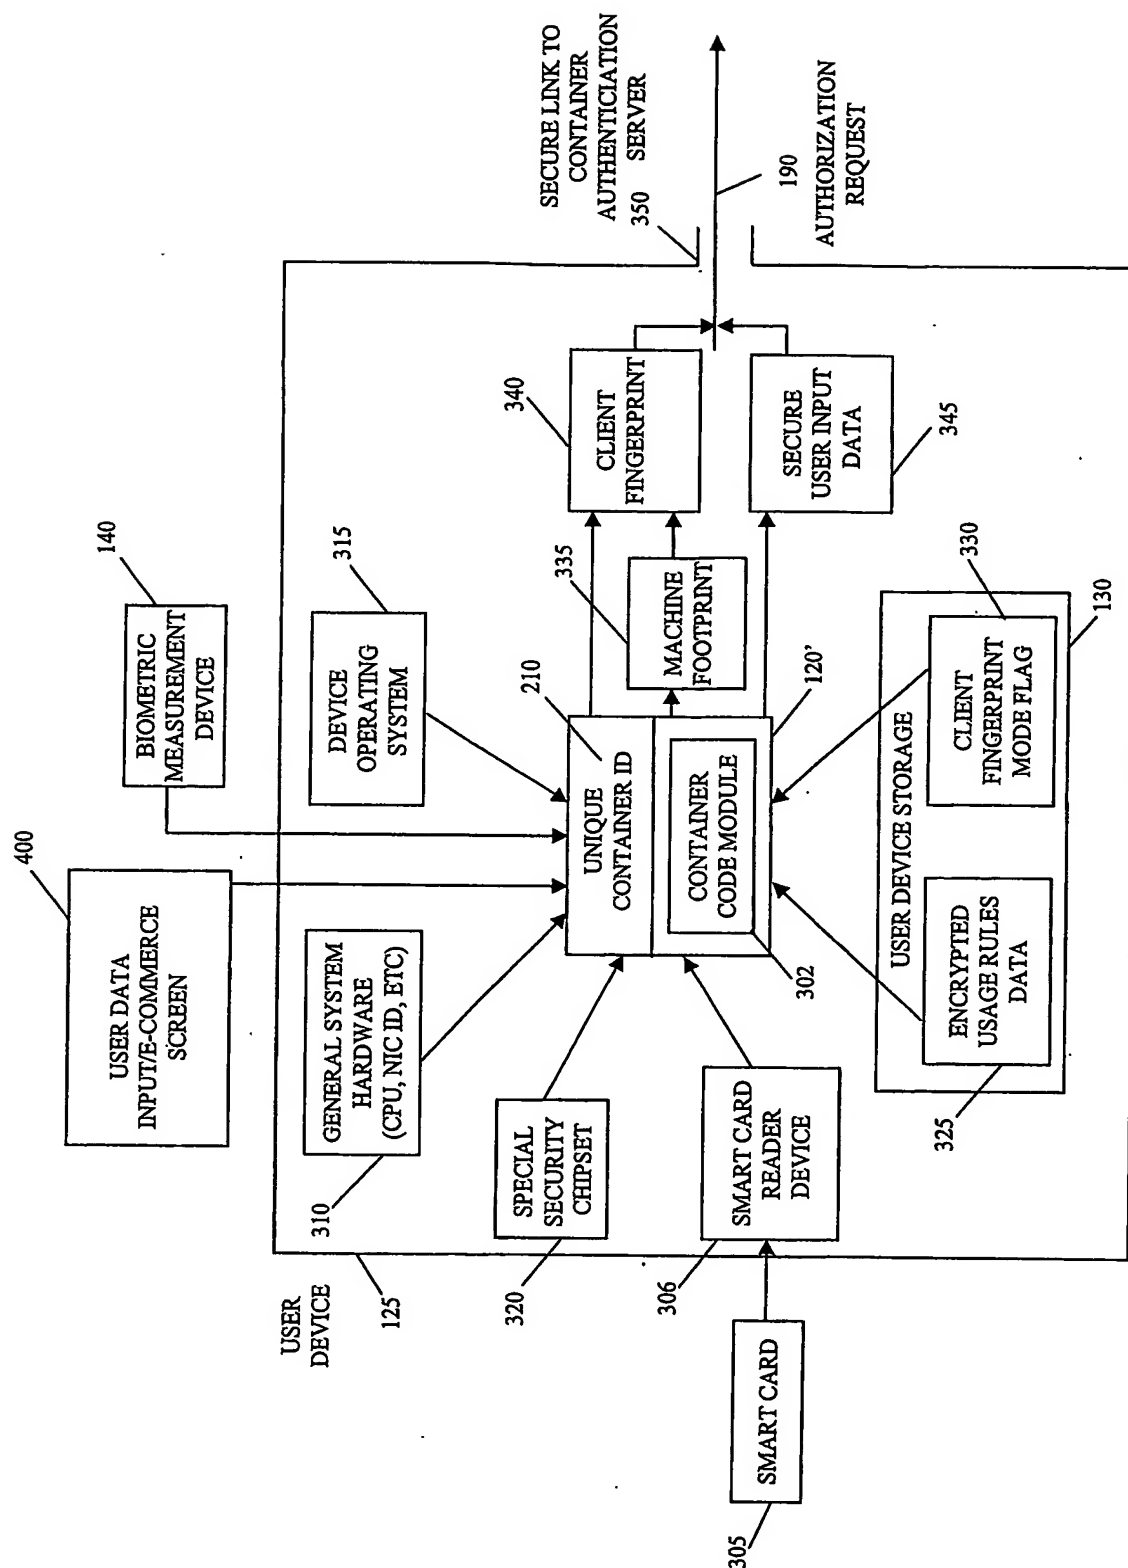 400
USER DATA
INPUT/E-COMMERCE
SCREEN
140
BIOMETRIC
MEASUREMENT
DEVICE
USER
DEVICE
125
310
GENERAL SYSTEM
HARDWARE
(CPU, NIC ID, ETC)
315
DEVICE
OPERATING
SYSTEM
SECURE LINK TO
CONTAINER
AUTHENTICIATION
SERVER
350
320
SPECIAL
SECURITY
CHIPSET
210
UNIQUE
CONTAINER ID
335
MACHINE
FOOTPRINT
340
CLIENT
FINGERPRINT
190
AUTHORIZATION
REQUEST
305
SMART CARD
306
SMART CARD
READER
DEVICE
302
CONTAINER
CODE MODULE
120’
SECURE
USER INPUT
DATA
345
USER DEVICE STORAGE
325
ENCRYPTED
USAGE RULES
DATA
330
CLIENT
FINGERPRINT
MODE FLAG
130